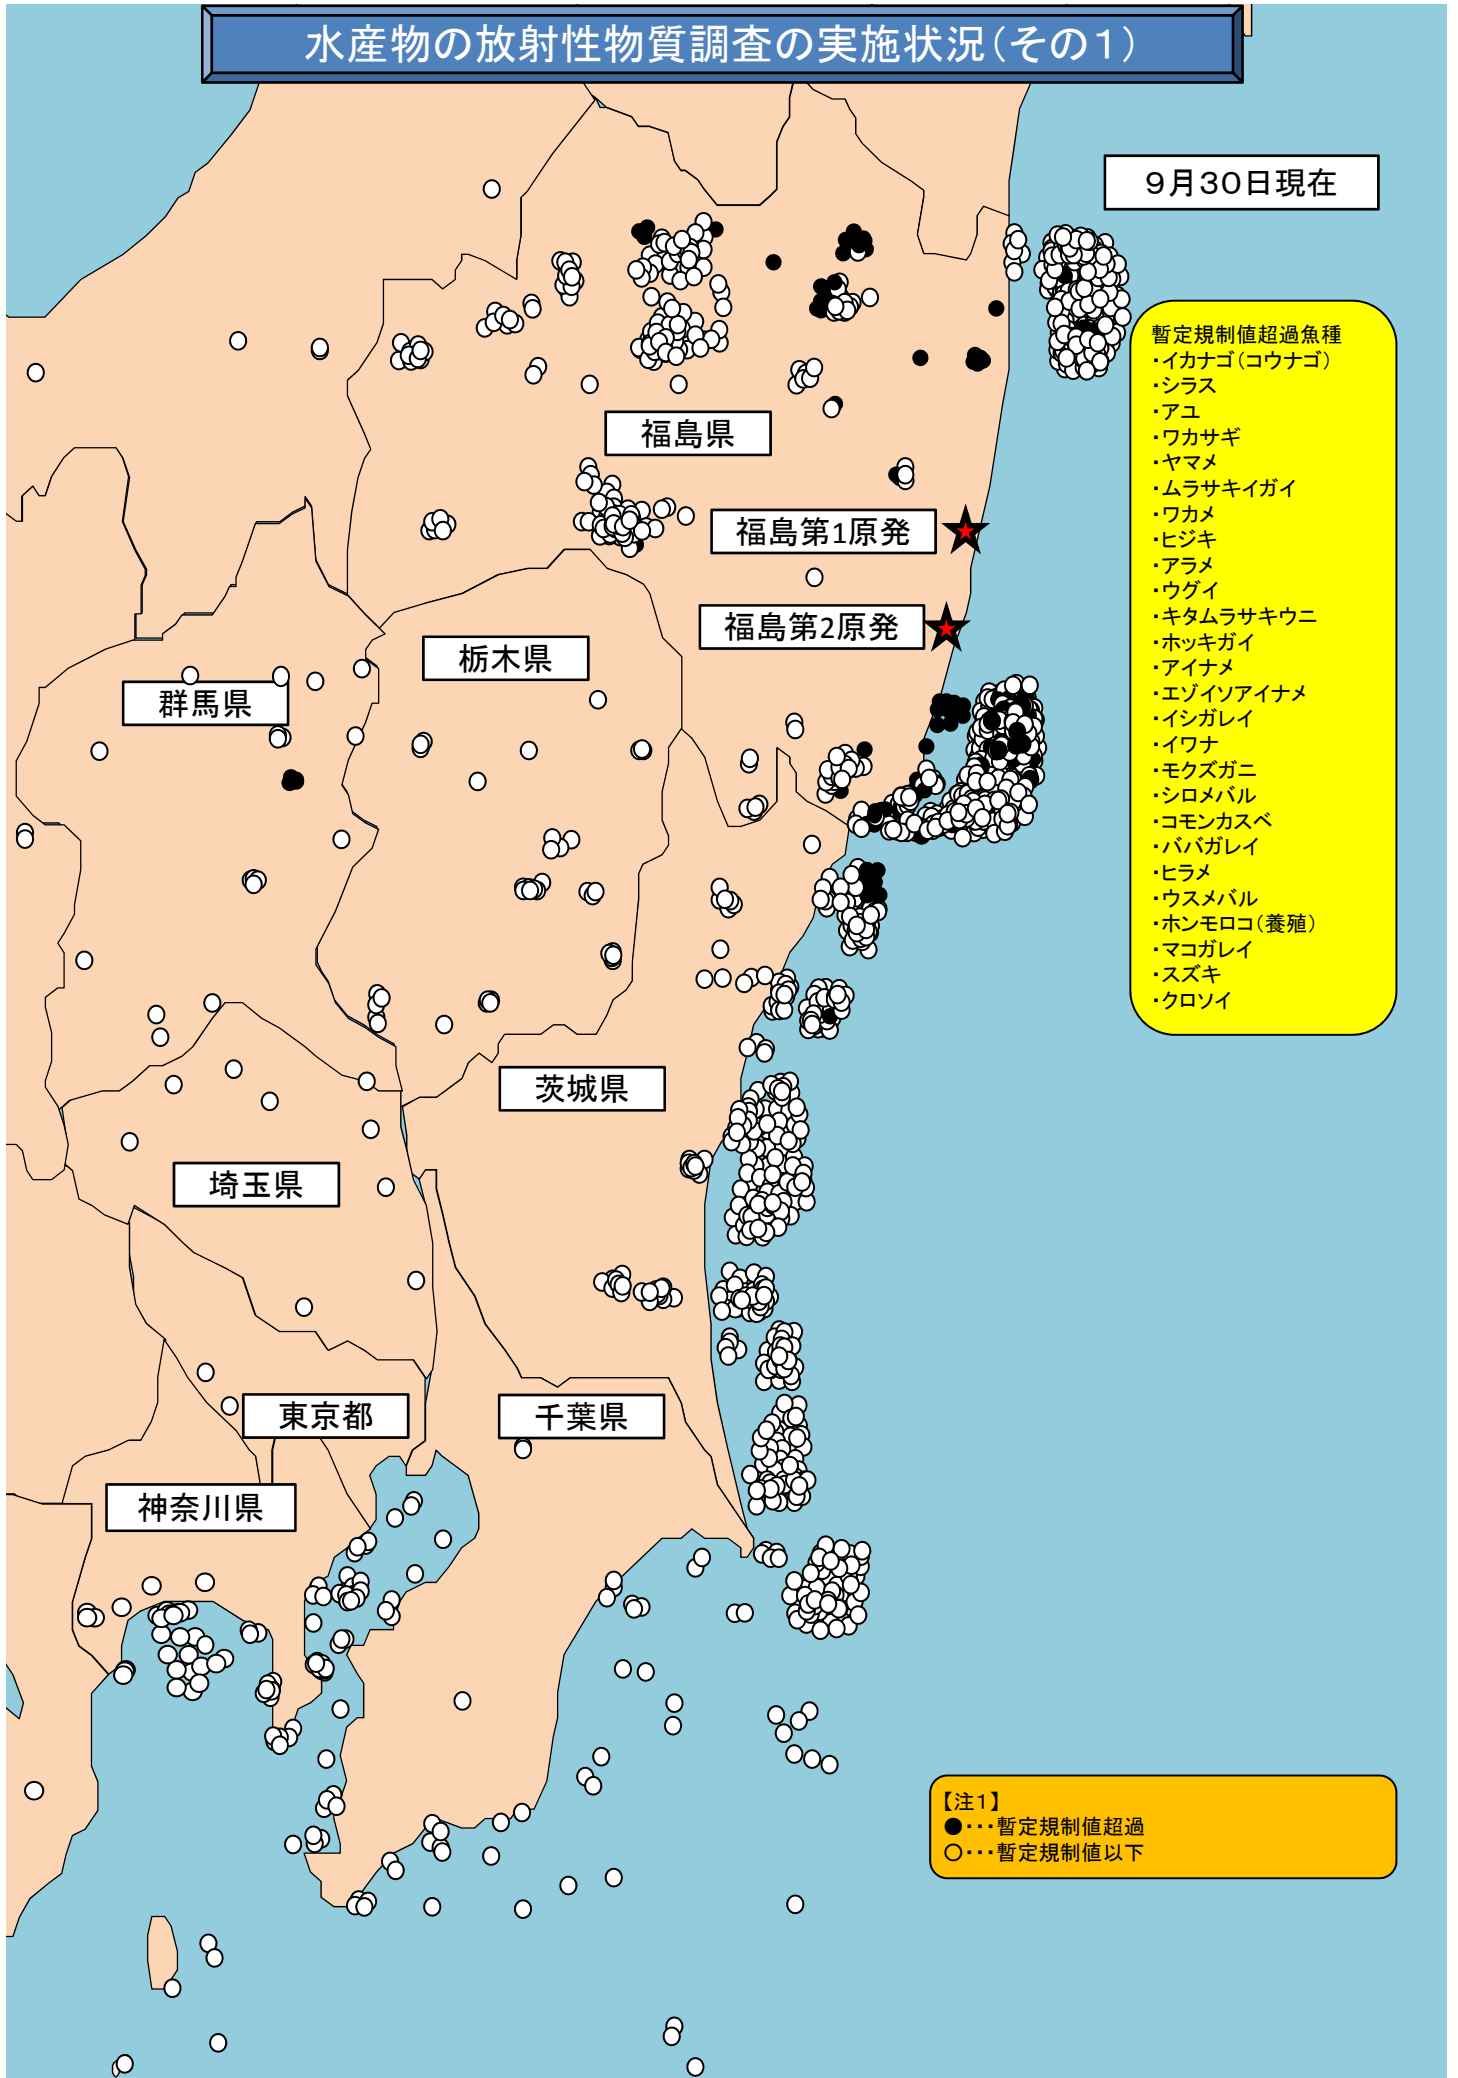 水産物の放射性物質調査の実施状況(その1)
9月30日現在
暫定規制値超過魚種
・イカナゴ(コウナゴ)
・シラス
・アユ
・ワカサギ
・ヤマメ
・ムラサキイガイ
・ワカメ
・ヒジキ
・アラメ
・ウグイ
・キタムラサキウニ
・ホッキガイ
・アイナメ
・エゾイソアイナメ
・イシガレイ
・イワナ
・モクズガニ
・シロメバル
・コモンカスベ
・ババガレイ
・ヒラメ
・ウスメバル
・ホンモロコ(養殖)
・マコガレイ
・スズキ
・クロソイ
福島県
福島第1原発
福島第2原発
栃木県
群馬県
茨城県
埼玉県
東京都
千葉県
神奈川県
【注1】
●・・・暫定規制値超過
○・・・暫定規制値以下